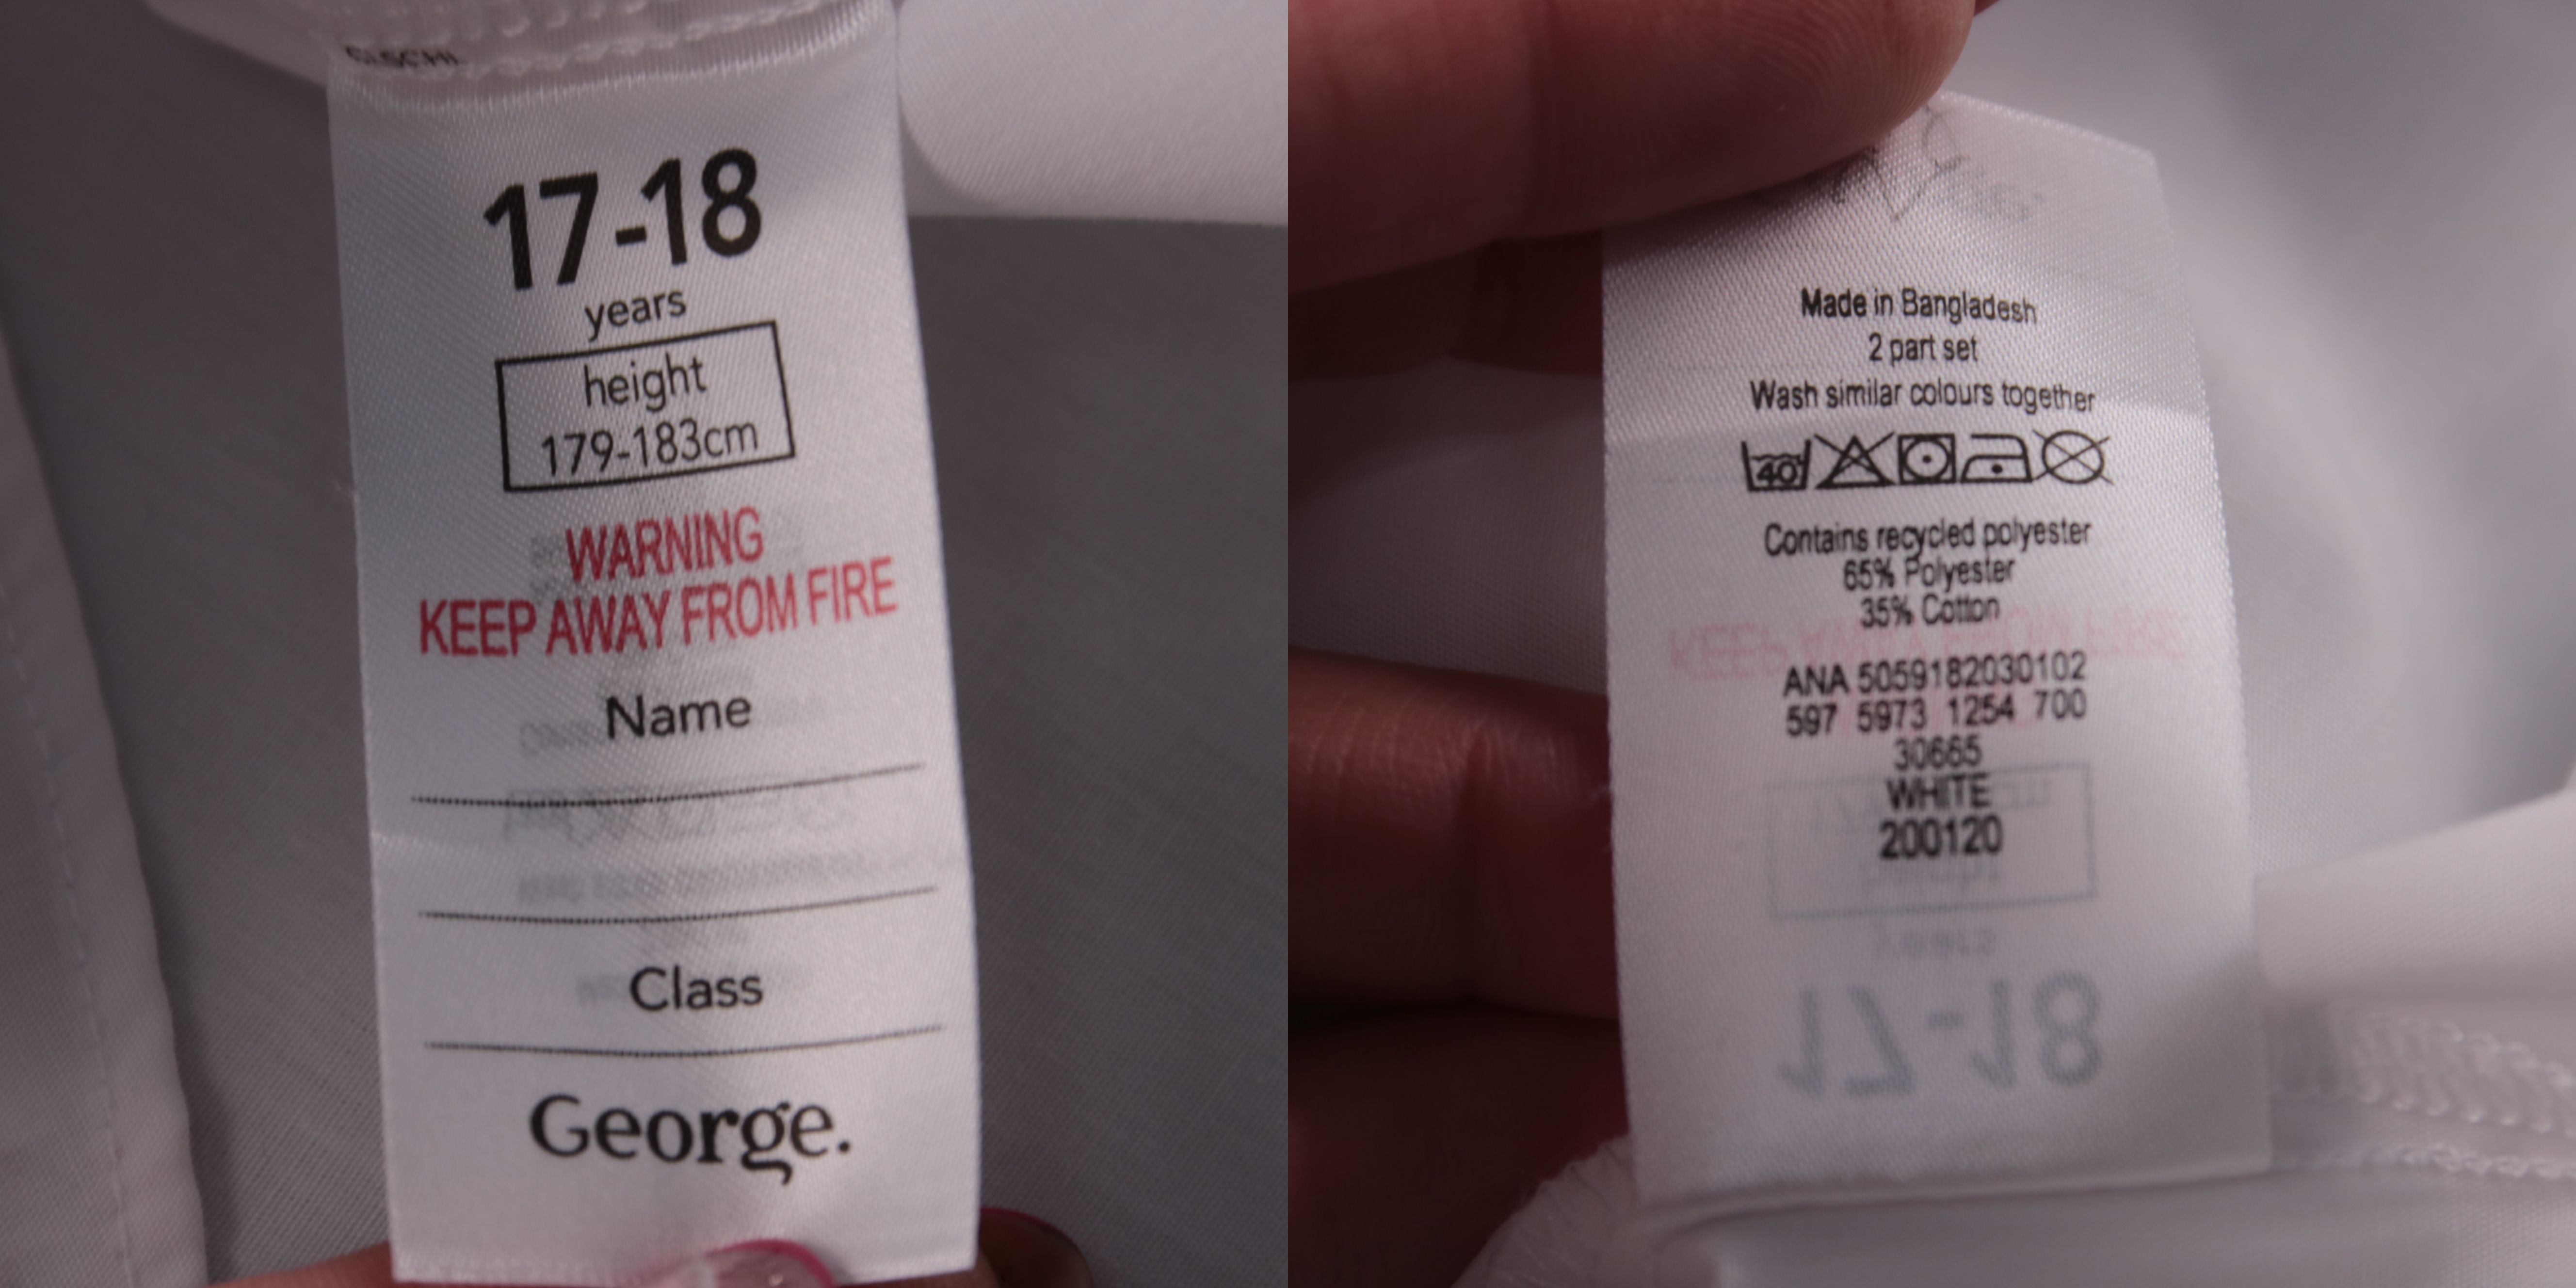 17-18
years
height
179-183cm
WARNING
KEEP AWAY FROM FIRE
Name
Class
George.
Made in Bangladesh
2 part set
Wash similar colours together
40
Contains recycled polyester
65% Polyester
35% Cotton
ANA 5059182030102
597 5973 1254 700
30665
WHITE
200120